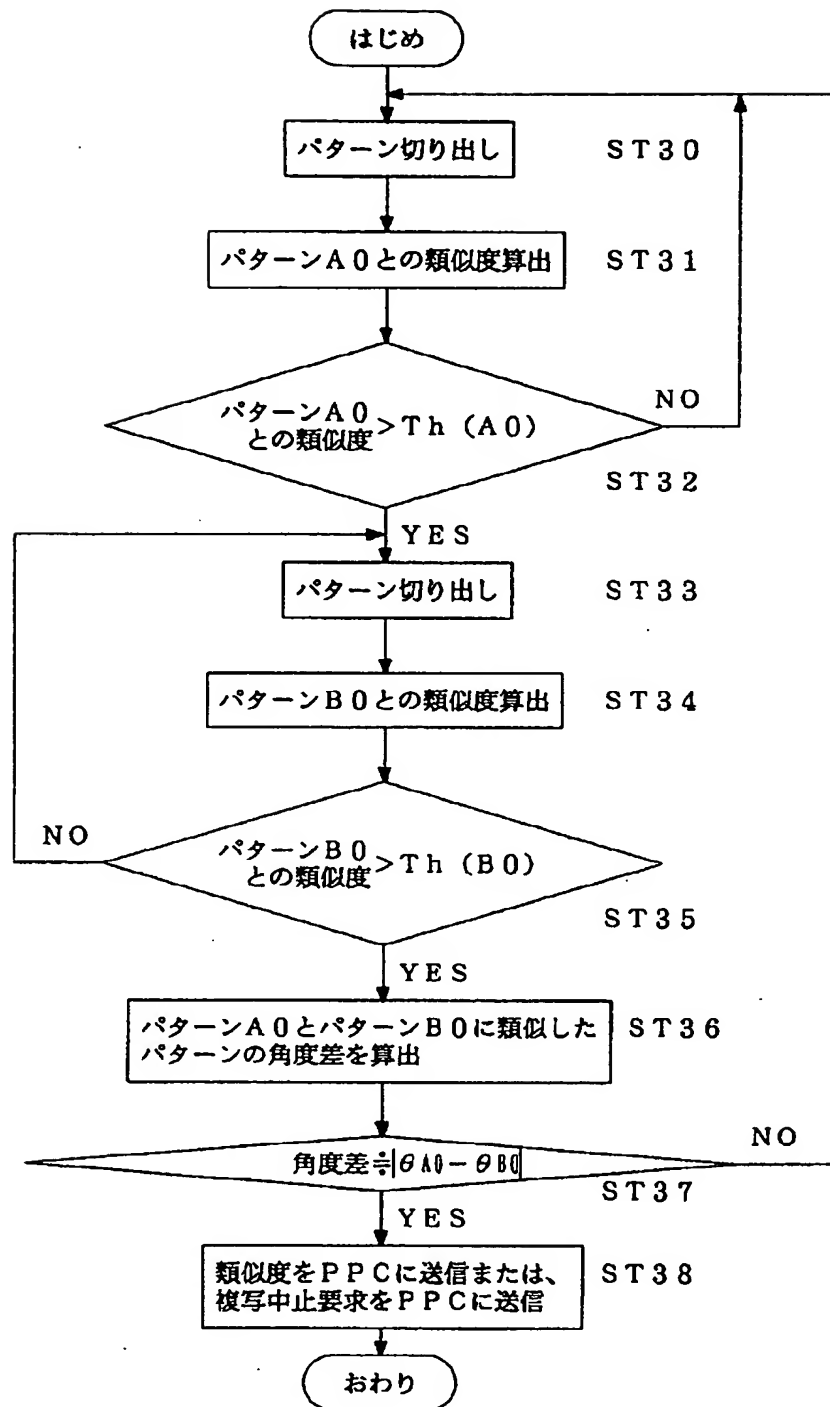 はじめ
パターン切り出し ST30
パターンA0との類似度算出 ST31
パターンA0
との類似度>Th(A0)
NO
ST32
YES
パターン切り出し ST33
パターンB0との類似度算出 ST34
NO
パターンB0
との類似度>Th(B0)
ST35
YES
パターンA0とパターンB0に類似した ST36
パターンの角度差を算出
角度差≒|θA0-θB0|
NO
ST37
YES
類似度をPPCに送信または、 ST38
複写中止要求をPPCに送信
おわり